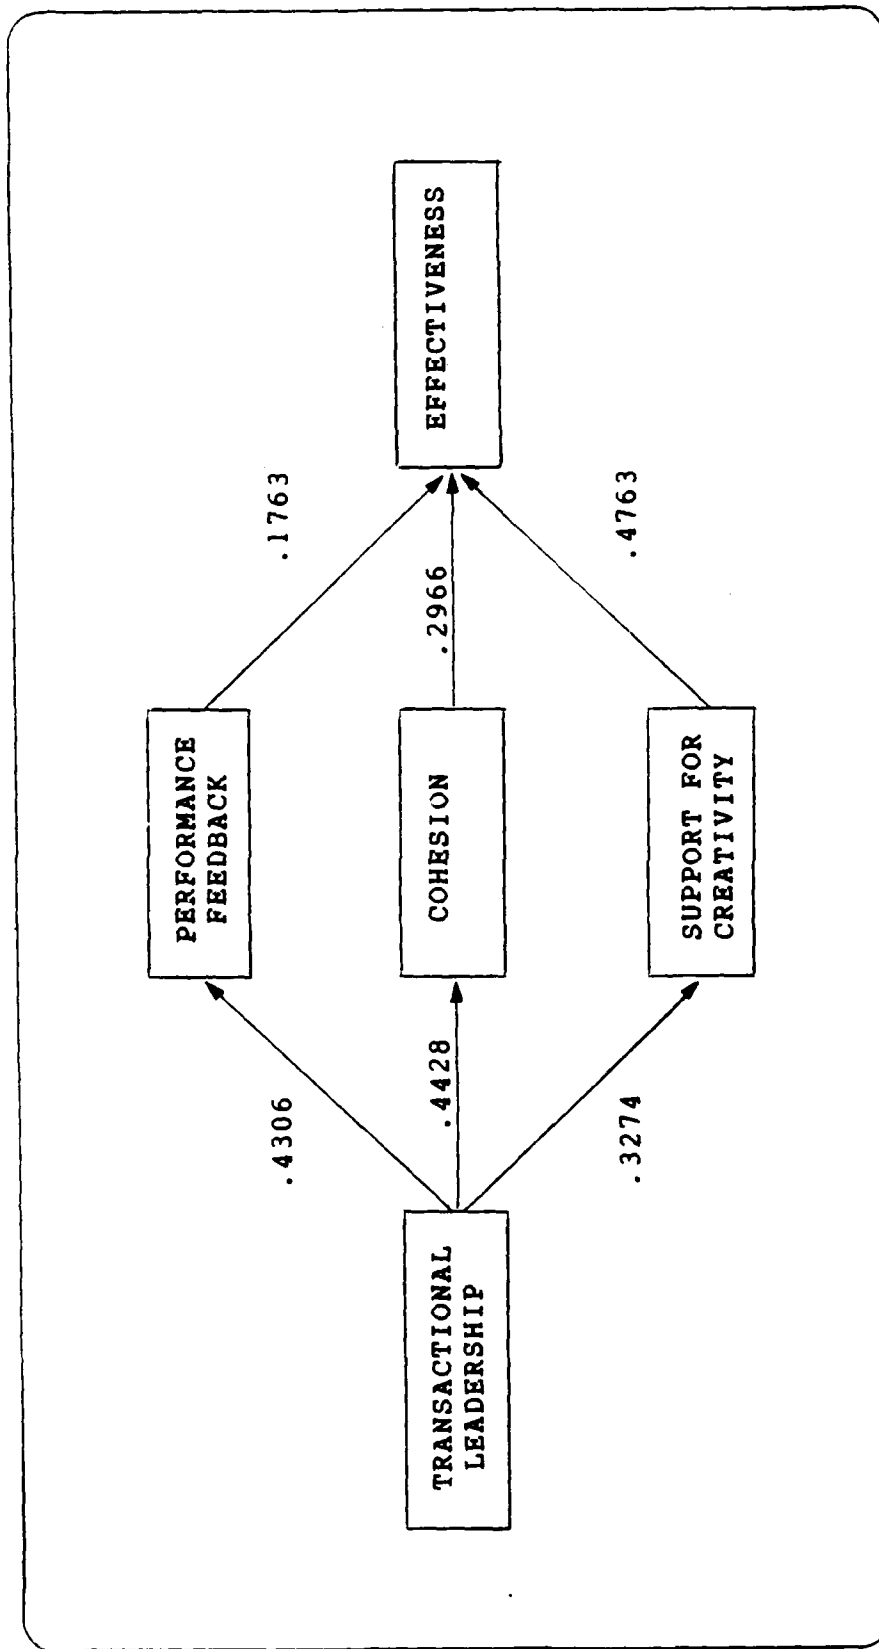 PERFORMANCE
FEEDBACK
.4306
.1763
TRANSACTIONAL
LEADERSHIP
.4428
COHESION
.2966
EFFECTIVENESS
.3274
.4763
SUPPORT FOR
CREATIVITY